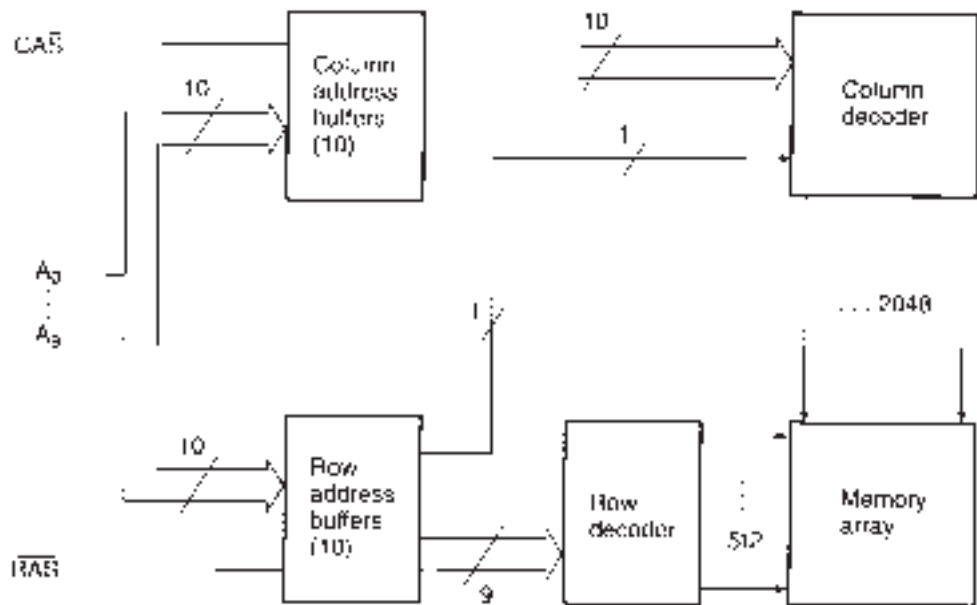 CAS
10
Column
address
buffers
(10)
10
1
Column
decoder
A0
A9
1
. . . 2048
10
Row
address
buffers
(10)
RAS
9
Row
decoder
512
Memory
array